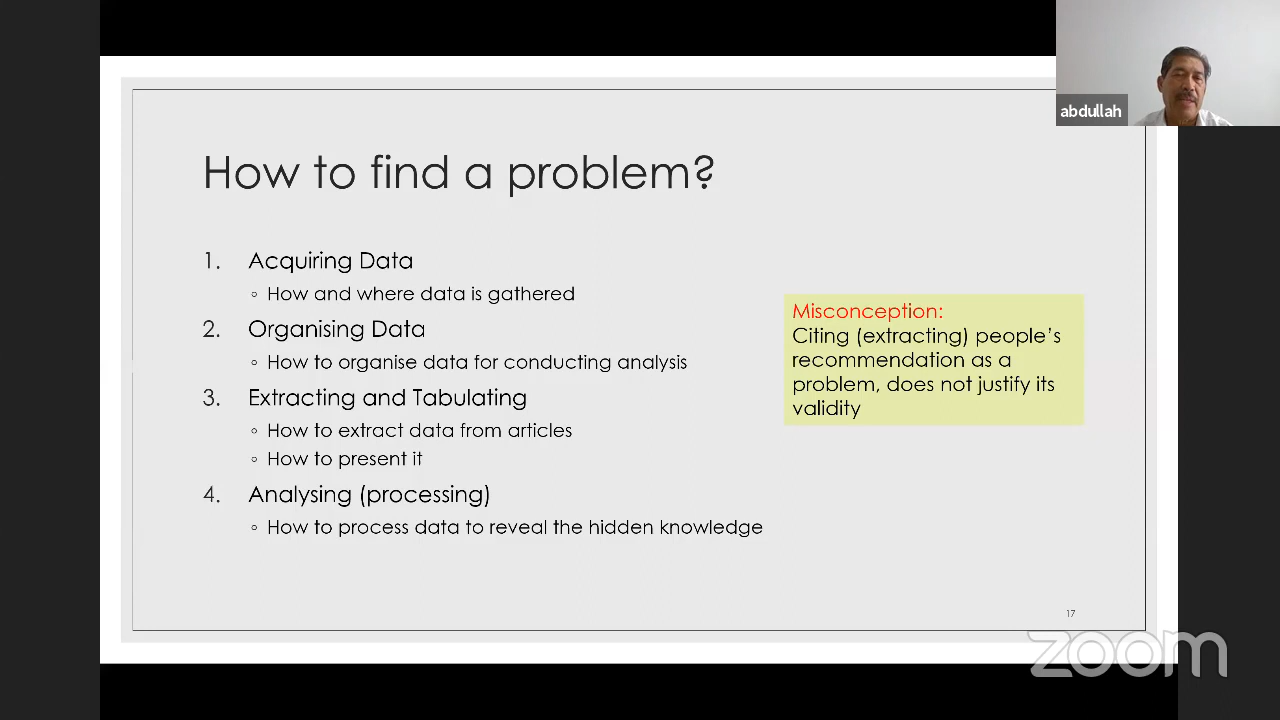 abdullah
How to find a problem?
1. Acquiring Data
◦ How and where data is gathered
2. Organising Data
◦ How to organise data for conducting analysis
3. Extracting and Tabulating
◦ How to extract data from articles
◦ How to present it
4. Analysing (processing)
◦ How to process data to reveal the hidden knowledge
Misconception:
Citing (extracting) people's
recommendation as a
problem, does not justify its
validity
17
zoom